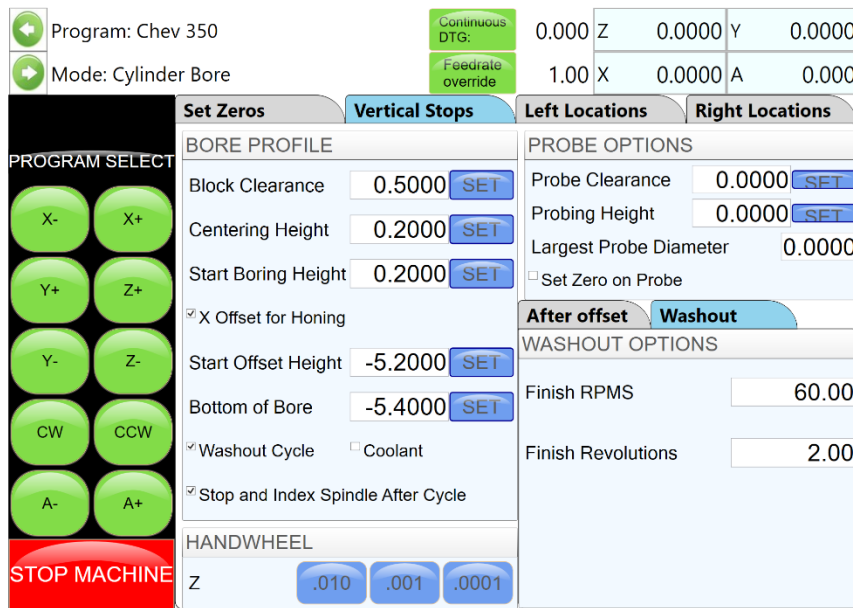 Program: Chev 350
Continuous DTG: 0.000 Z 0.0000 Y 0.0000
Mode: Cylinder Bore
Feedrate override 1.00 X 0.0000 A 0.000
Set Zeros Vertical Stops Left Locations Right Locations
PROGRAM SELECT
X- X+
Y+ Z+
Y- Z-
CW CCW
A- A+
STOP MACHINE
BORE PROFILE
Block Clearance 0.5000 SET
Centering Height 0.2000 SET
Start Boring Height 0.2000 SET
X Offset for Honing
Start Offset Height -5.2000 SET
Bottom of Bore -5.4000 SET
Washout Cycle Coolant
Stop and Index Spindle After Cycle
HANDWHEEL
Z .010 .001 .0001
PROBE OPTIONS
Probe Clearance 0.0000 SET
Probing Height 0.0000 SET
Largest Probe Diameter 0.0000
Set Zero on Probe
After offset Washout
WASHOUT OPTIONS
Finish RPMS 60.00
Finish Revolutions 2.00